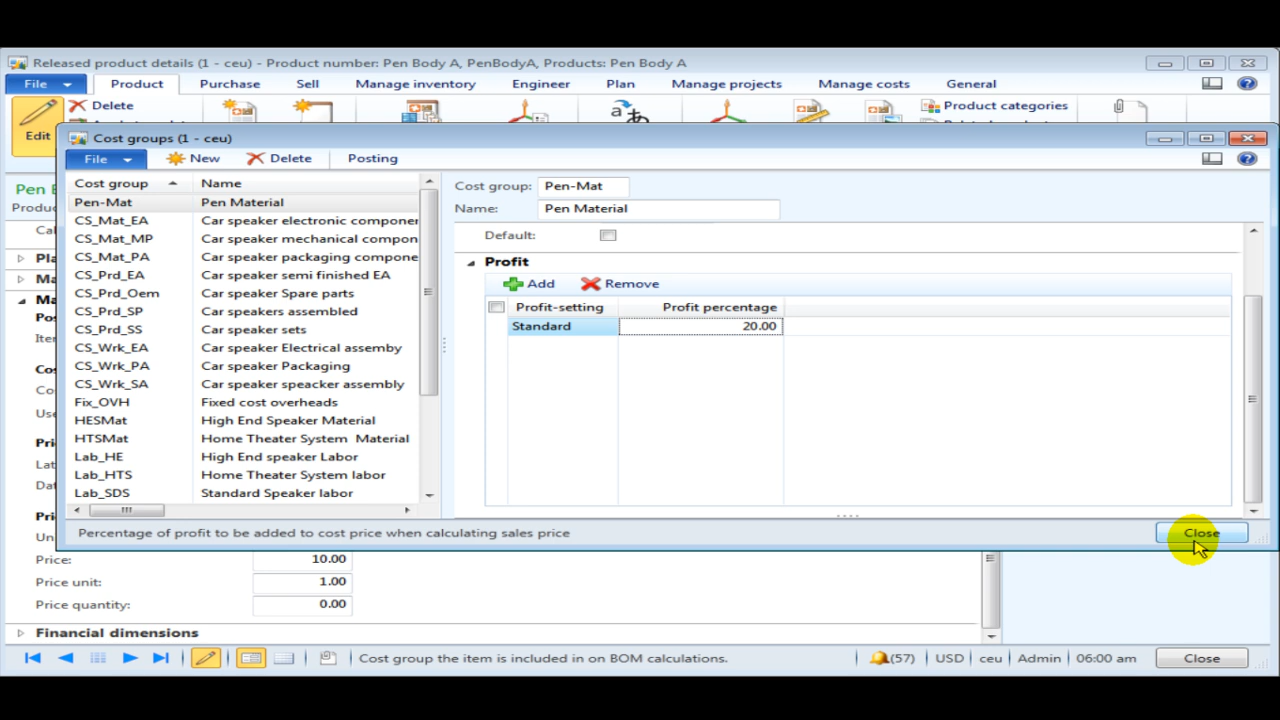 Released product details (1 - ceu) - Product number: Pen Body A, PenBodyA, Products: Pen Body A
File Product Purchase Sell Manage inventory Engineer Plan Manage projects Manage costs General
Delete
Edit
Product categories
Cost groups (1 - ceu)
File New Delete Posting
Cost group Name
Pen-Mat Pen Material
CS_Mat_EA Car speaker electronic componer
CS_Mat_MP Car speaker mechanical compon
CS_Mat_PA Car speaker packaging compone
CS_Prd_EA Car speaker semi finished EA
CS_Prd_Oem Car speaker Spare parts
CS_Prd_SP Car speakers assembled
CS_Prd_SS Car speaker sets
CS_Wrk_EA Car speaker Electrical assemby
CS_Wrk_PA Car speaker Packaging
CS_Wrk_SA Car speaker speacker assembly
Fix_OVH Fixed cost overheads
HESMat High End Speaker Material
HTSMat Home Theater System Material
Lab_HE High End speaker Labor
Lab_HTS Home Theater System labor
Lab_SDS Standard Speaker labor
Cost group: Pen-Mat
Name: Pen Material
Default:
Profit
Add Remove
Profit-setting Profit percentage
Standard 20.00
Percentage of profit to be added to cost price when calculating sales price
Close
Price: 10.00
Price unit: 1.00
Price quantity: 0.00
Financial dimensions
Cost group the item is included in on BOM calculations.
(57) USD ceu Admin 06:00 am Close